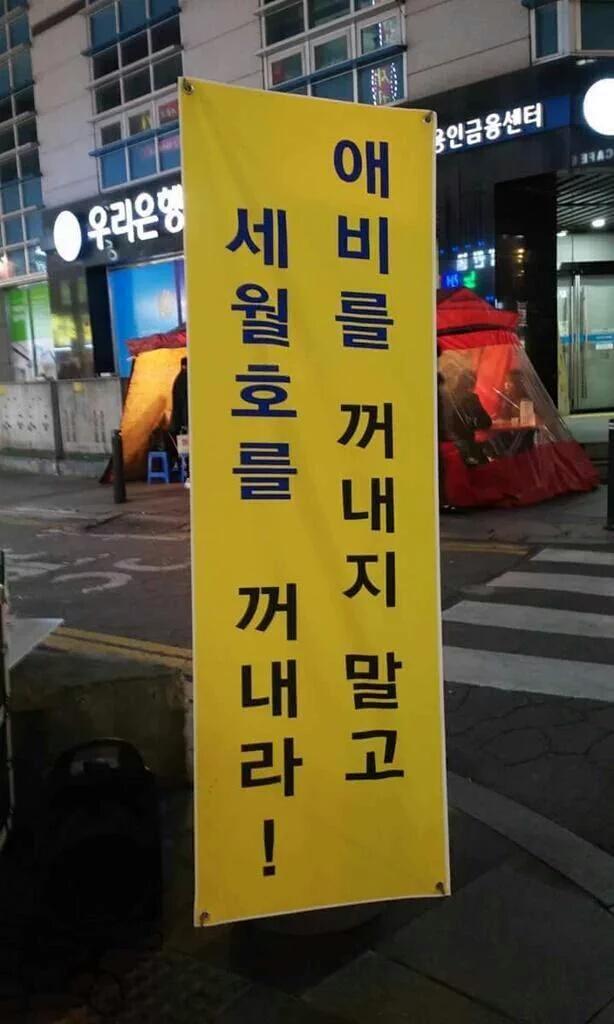 애비를 꺼내지 말고
세월호를 꺼내라!
우리은행
용인금융센터
CAFE